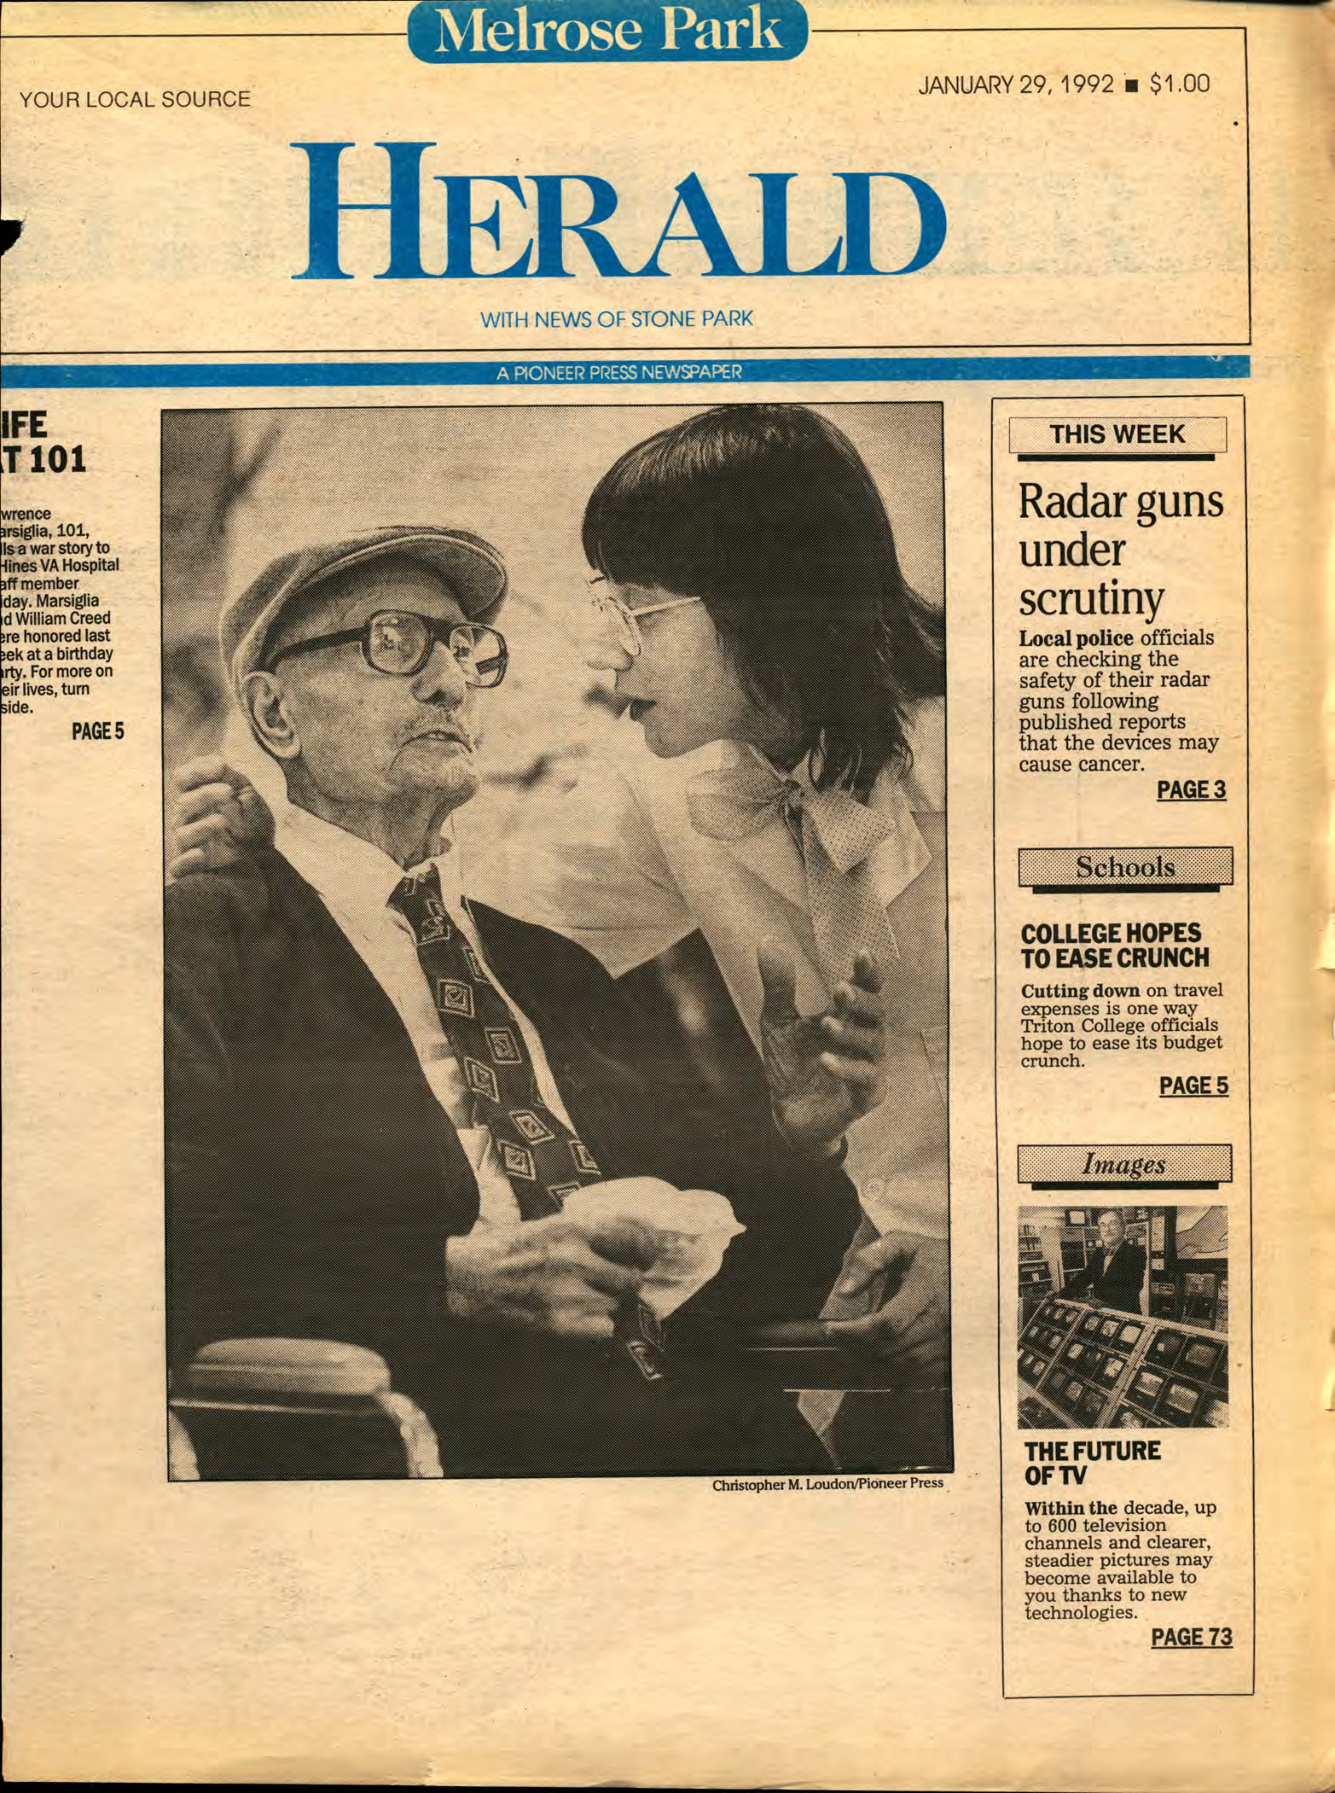 Melrose Park
YOUR LOCAL SOURCE
JANUARY 29, 1992 ■ $1.00
HERALD
WITH NEWS OF STONE PARK
A PIONEER PRESS NEWSPAPER
IFE
T 101
wrence
arsiglia, 101,
lls a war story to
Hines VA Hospital
aff member
iday. Marsiglia
d William Creed
ere honored last
eek at a birthday
arty. For more on
eir lives, turn
side.
PAGE 5
Christopher M. Loudon/Pioneer Press
THIS WEEK
Radar guns
under
scrutiny
Local police officials
are checking the
safety of their radar
guns following
published reports
that the devices may
cause cancer.
PAGE 3
Schools
COLLEGE HOPES
TO EASE CRUNCH
Cutting down on travel
expenses is one way
Triton College officials
hope to ease its budget
crunch.
PAGE 5
Images
THE FUTURE
OF TV
Within the decade, up
to 600 television
channels and clearer,
steadier pictures may
become available to
you thanks to new
technologies.
PAGE 73